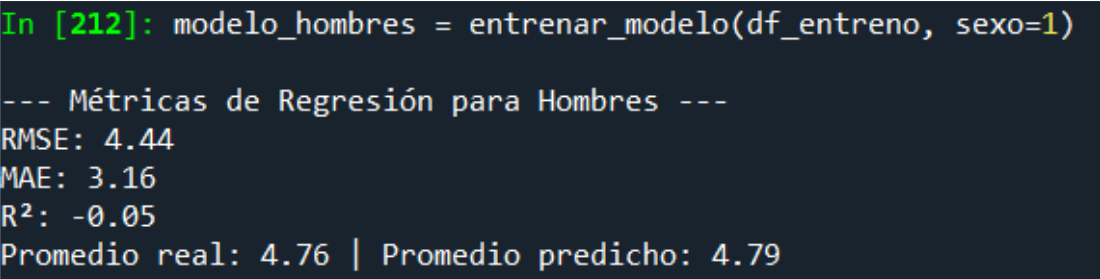 In [212]: modelo_hombres = entrenar_modelo(df_entreno, sexo=1)
--- Métricas de Regresión para Hombres ---
RMSE: 4.44
MAE: 3.16
R²: -0.05
Promedio real: 4.76 | Promedio predicho: 4.79